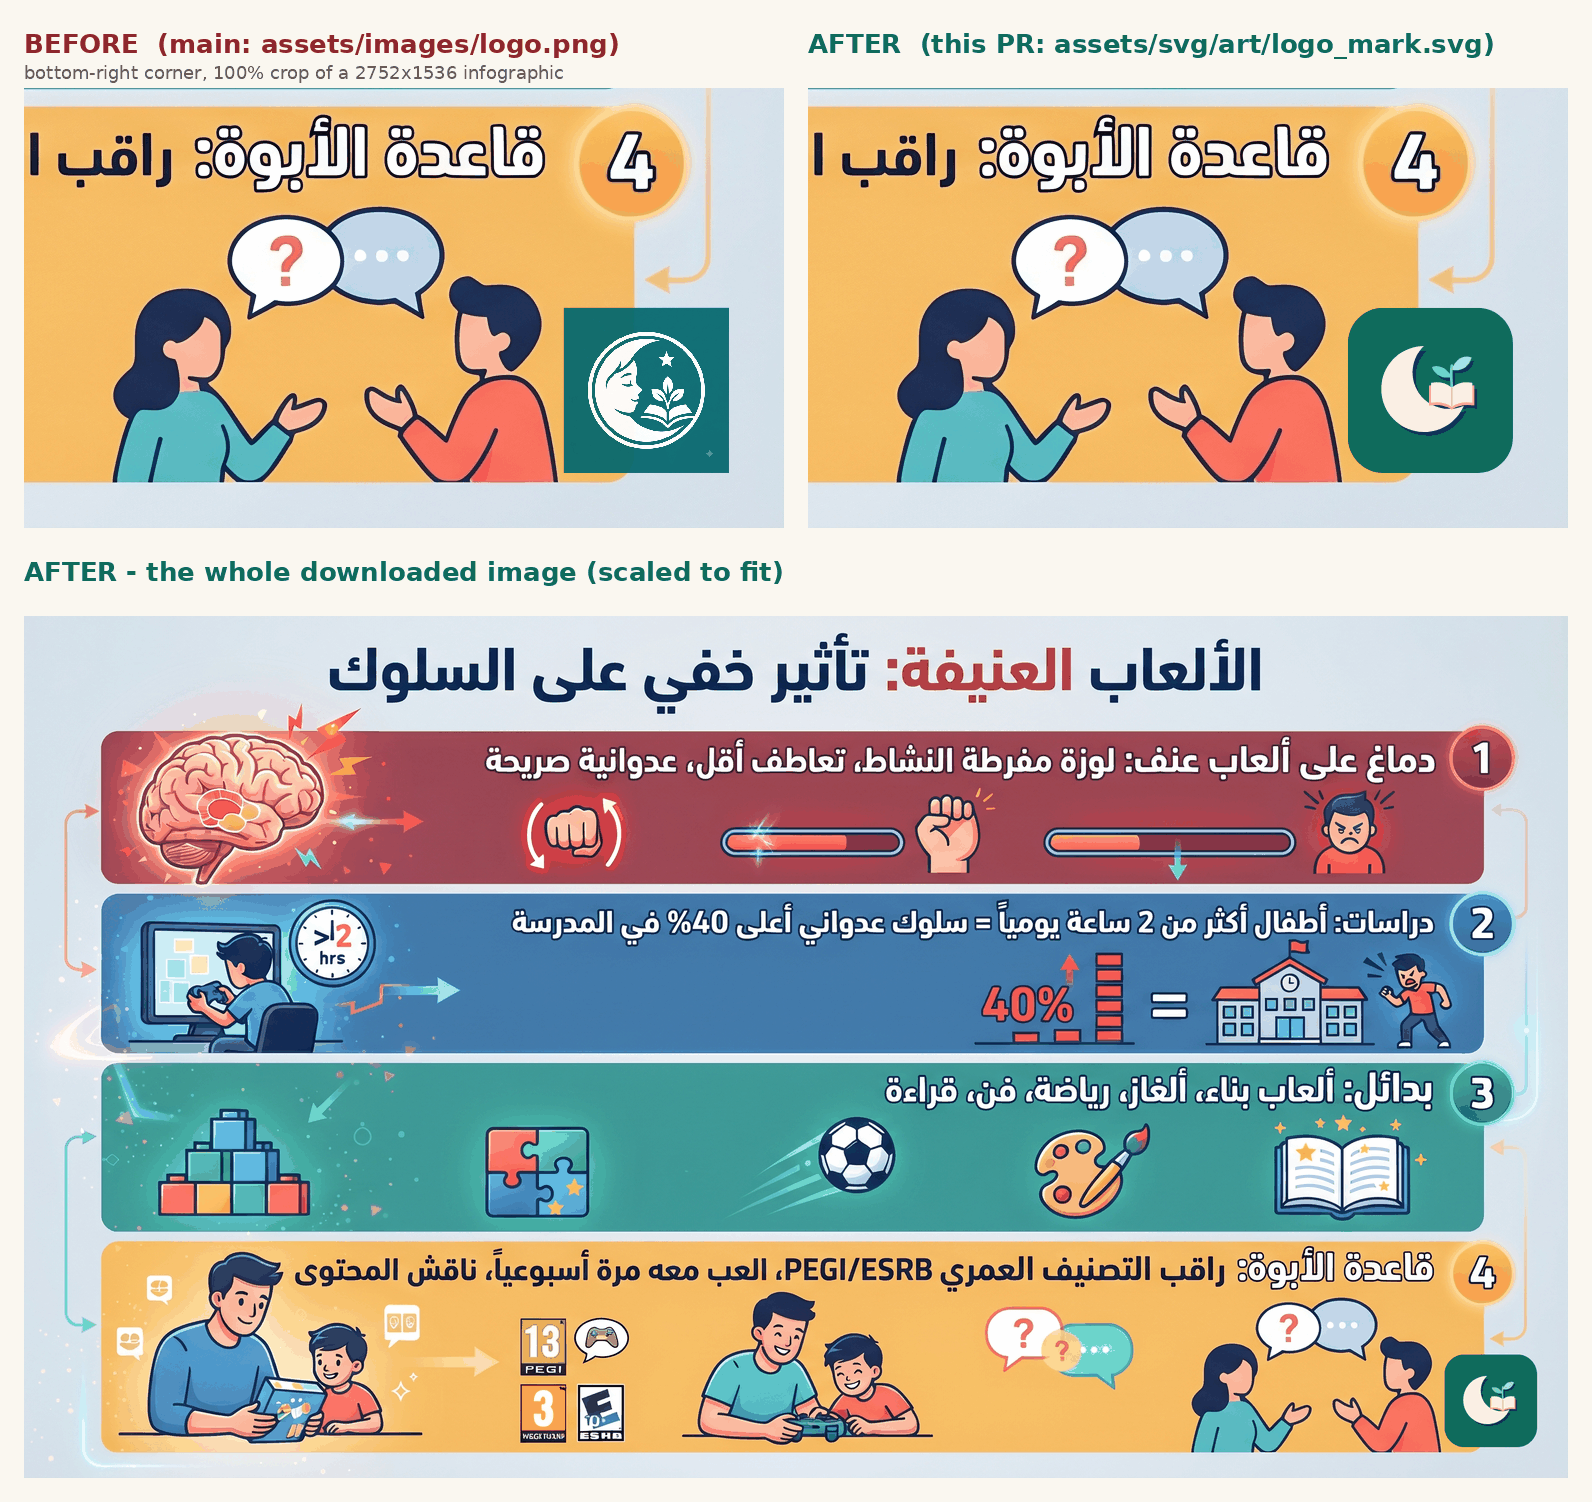 BEFORE  (main: assets/images/logo.png)
bottom-right corner, 100% crop of a 2752x1536 infographic
4
قاعدة الأبوة: راقب ا
?
AFTER  (this PR: assets/svg/art/logo_mark.svg)
4
قاعدة الأبوة: راقب ا
?
AFTER - the whole downloaded image (scaled to fit)
الألعاب العنيفة: تأثير خفي على السلوك
1
دماغ على ألعاب عنف: لوزة مفرطة النشاط، تعاطف أقل، عدوانية صريحة
2
دراسات: أطفال أكثر من 2 ساعة يومياً = سلوك عدواني أعلى 40% في المدرسة
=
40%
>2
hrs
3
بدائل: ألعاب بناء، ألغاز، رياضة، فن، قراءة
4
قاعدة الأبوة: راقب التصنيف العمري PEGI/ESRB، العب معه مرة أسبوعياً، ناقش المحتوى
?
?
?
13
PEGI
3
E